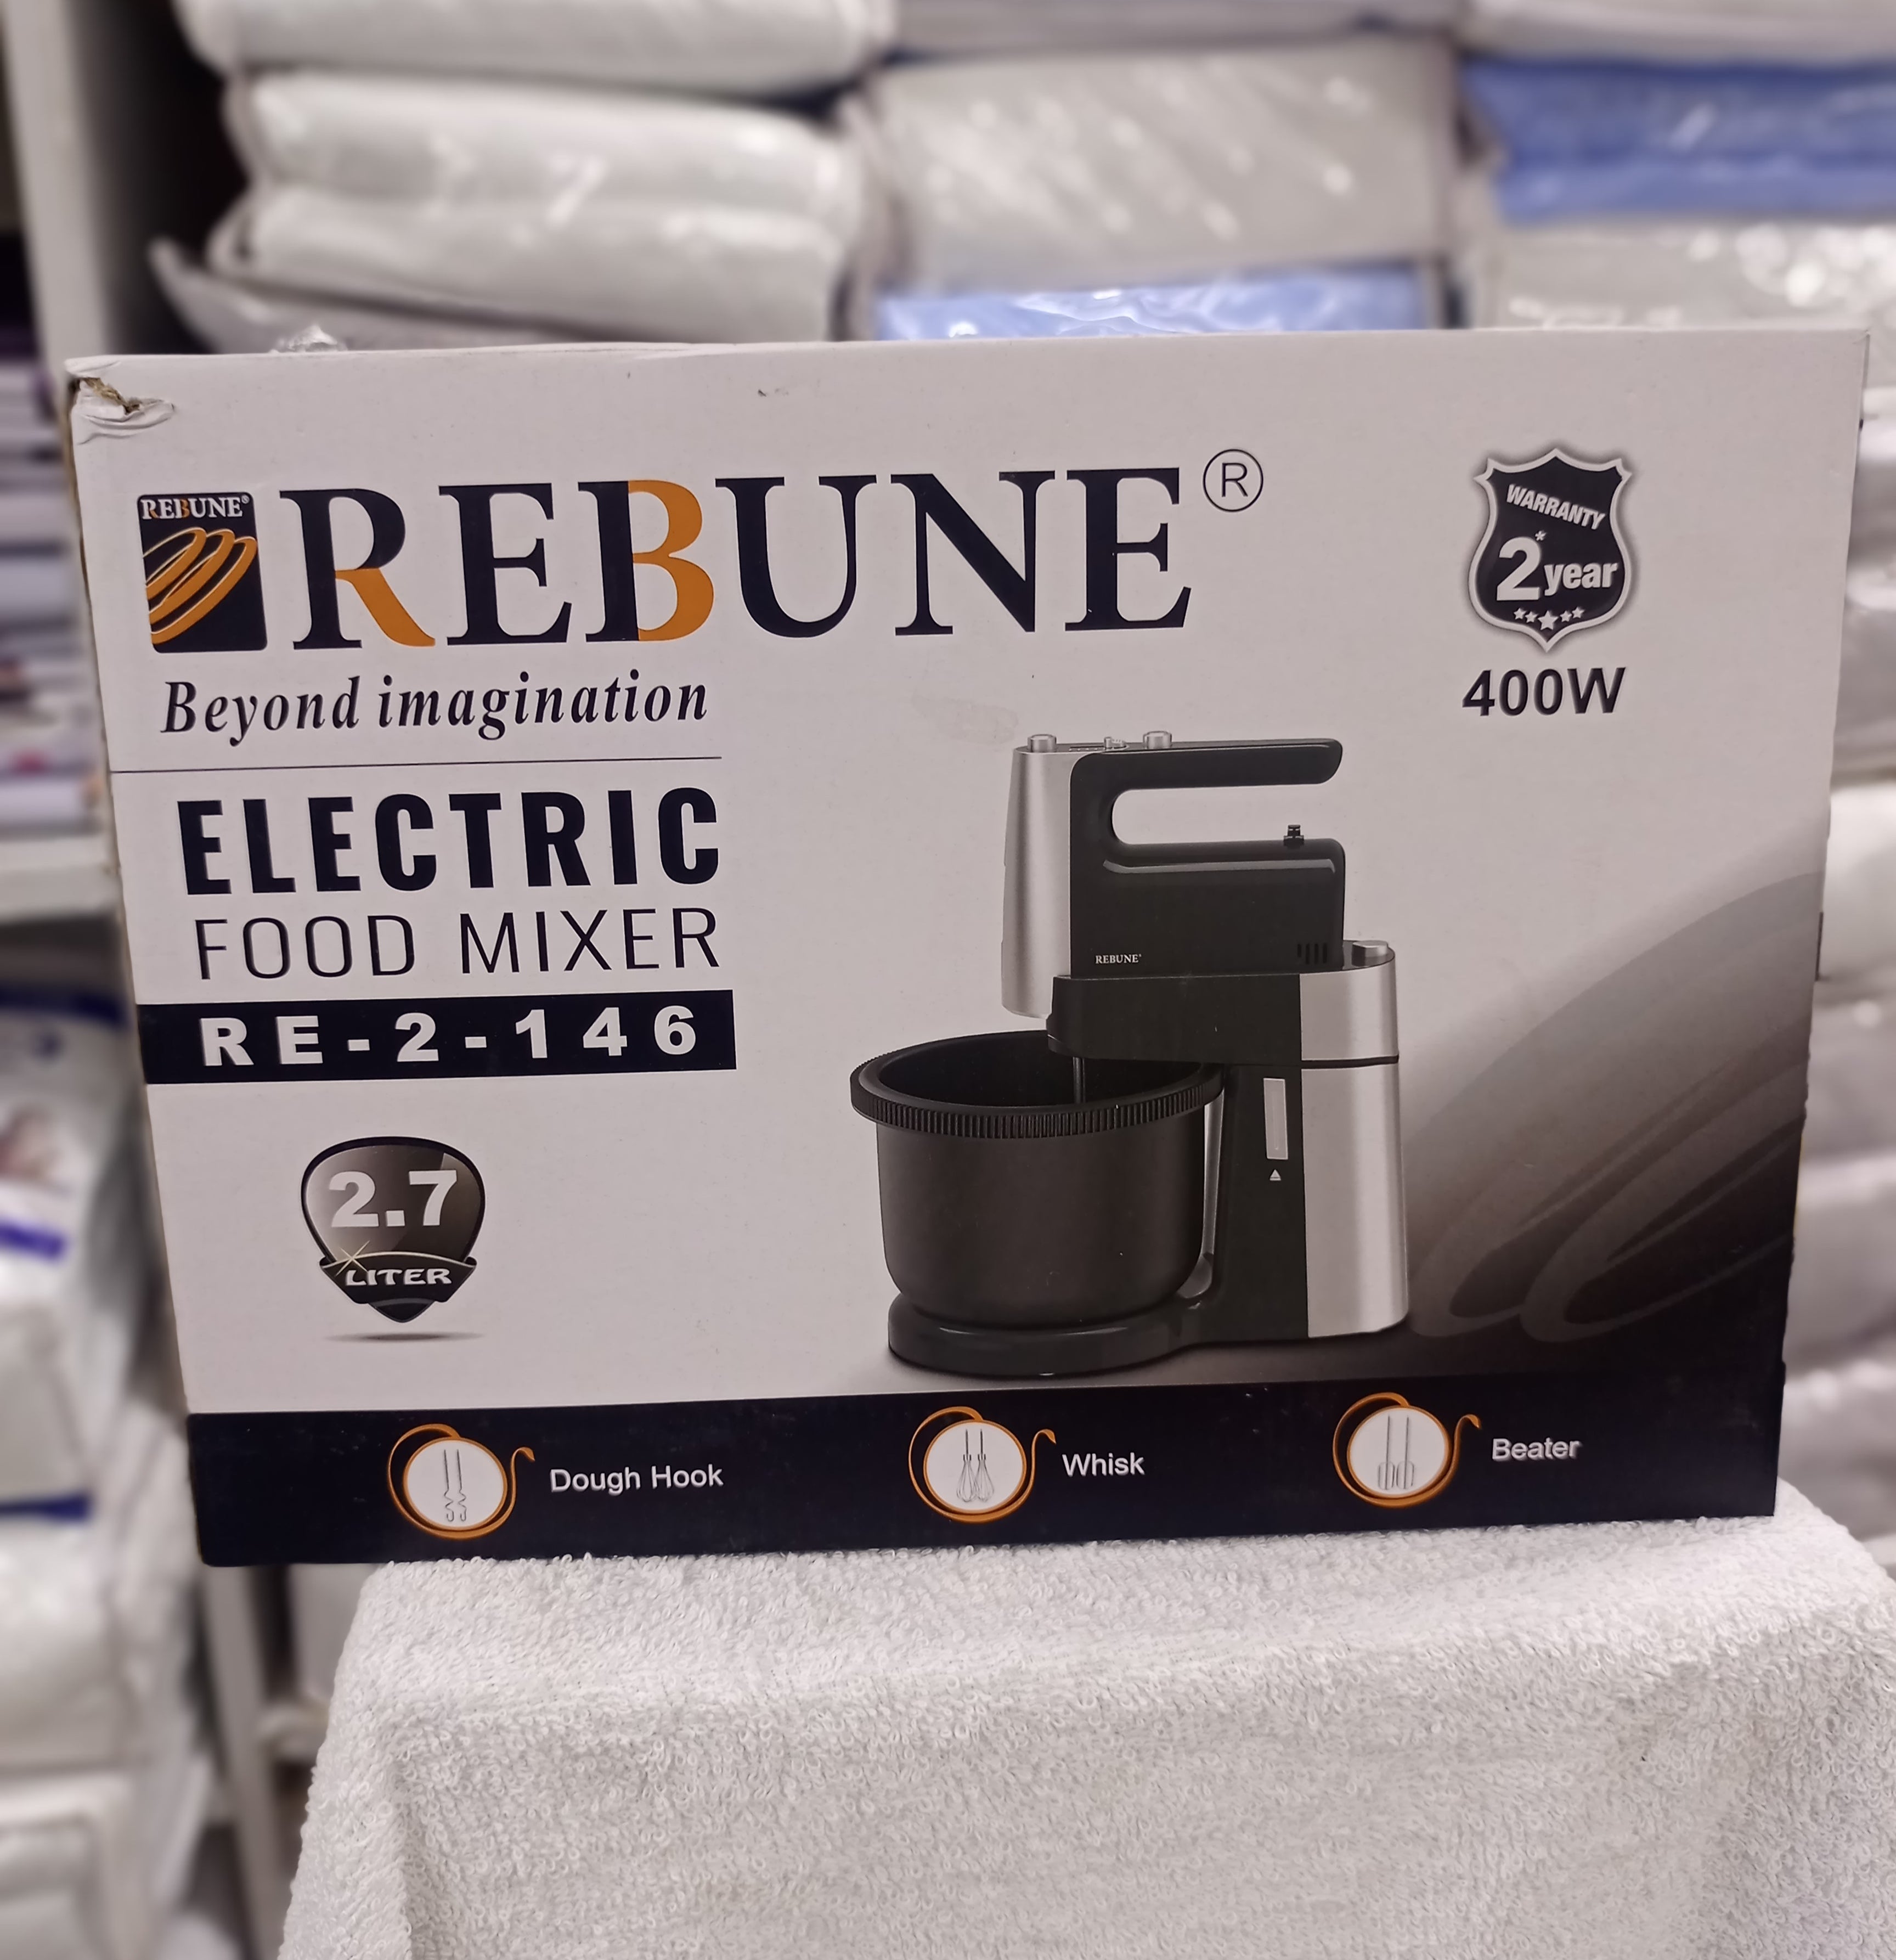 REBUNE®
REBUNE®
Beyond imagination
ELECTRIC
FOOD MIXER
RE-2-146
2.7
LITER
WARRANTY
2* year
400W
REBUNE
Dough Hook
Whisk
Beater